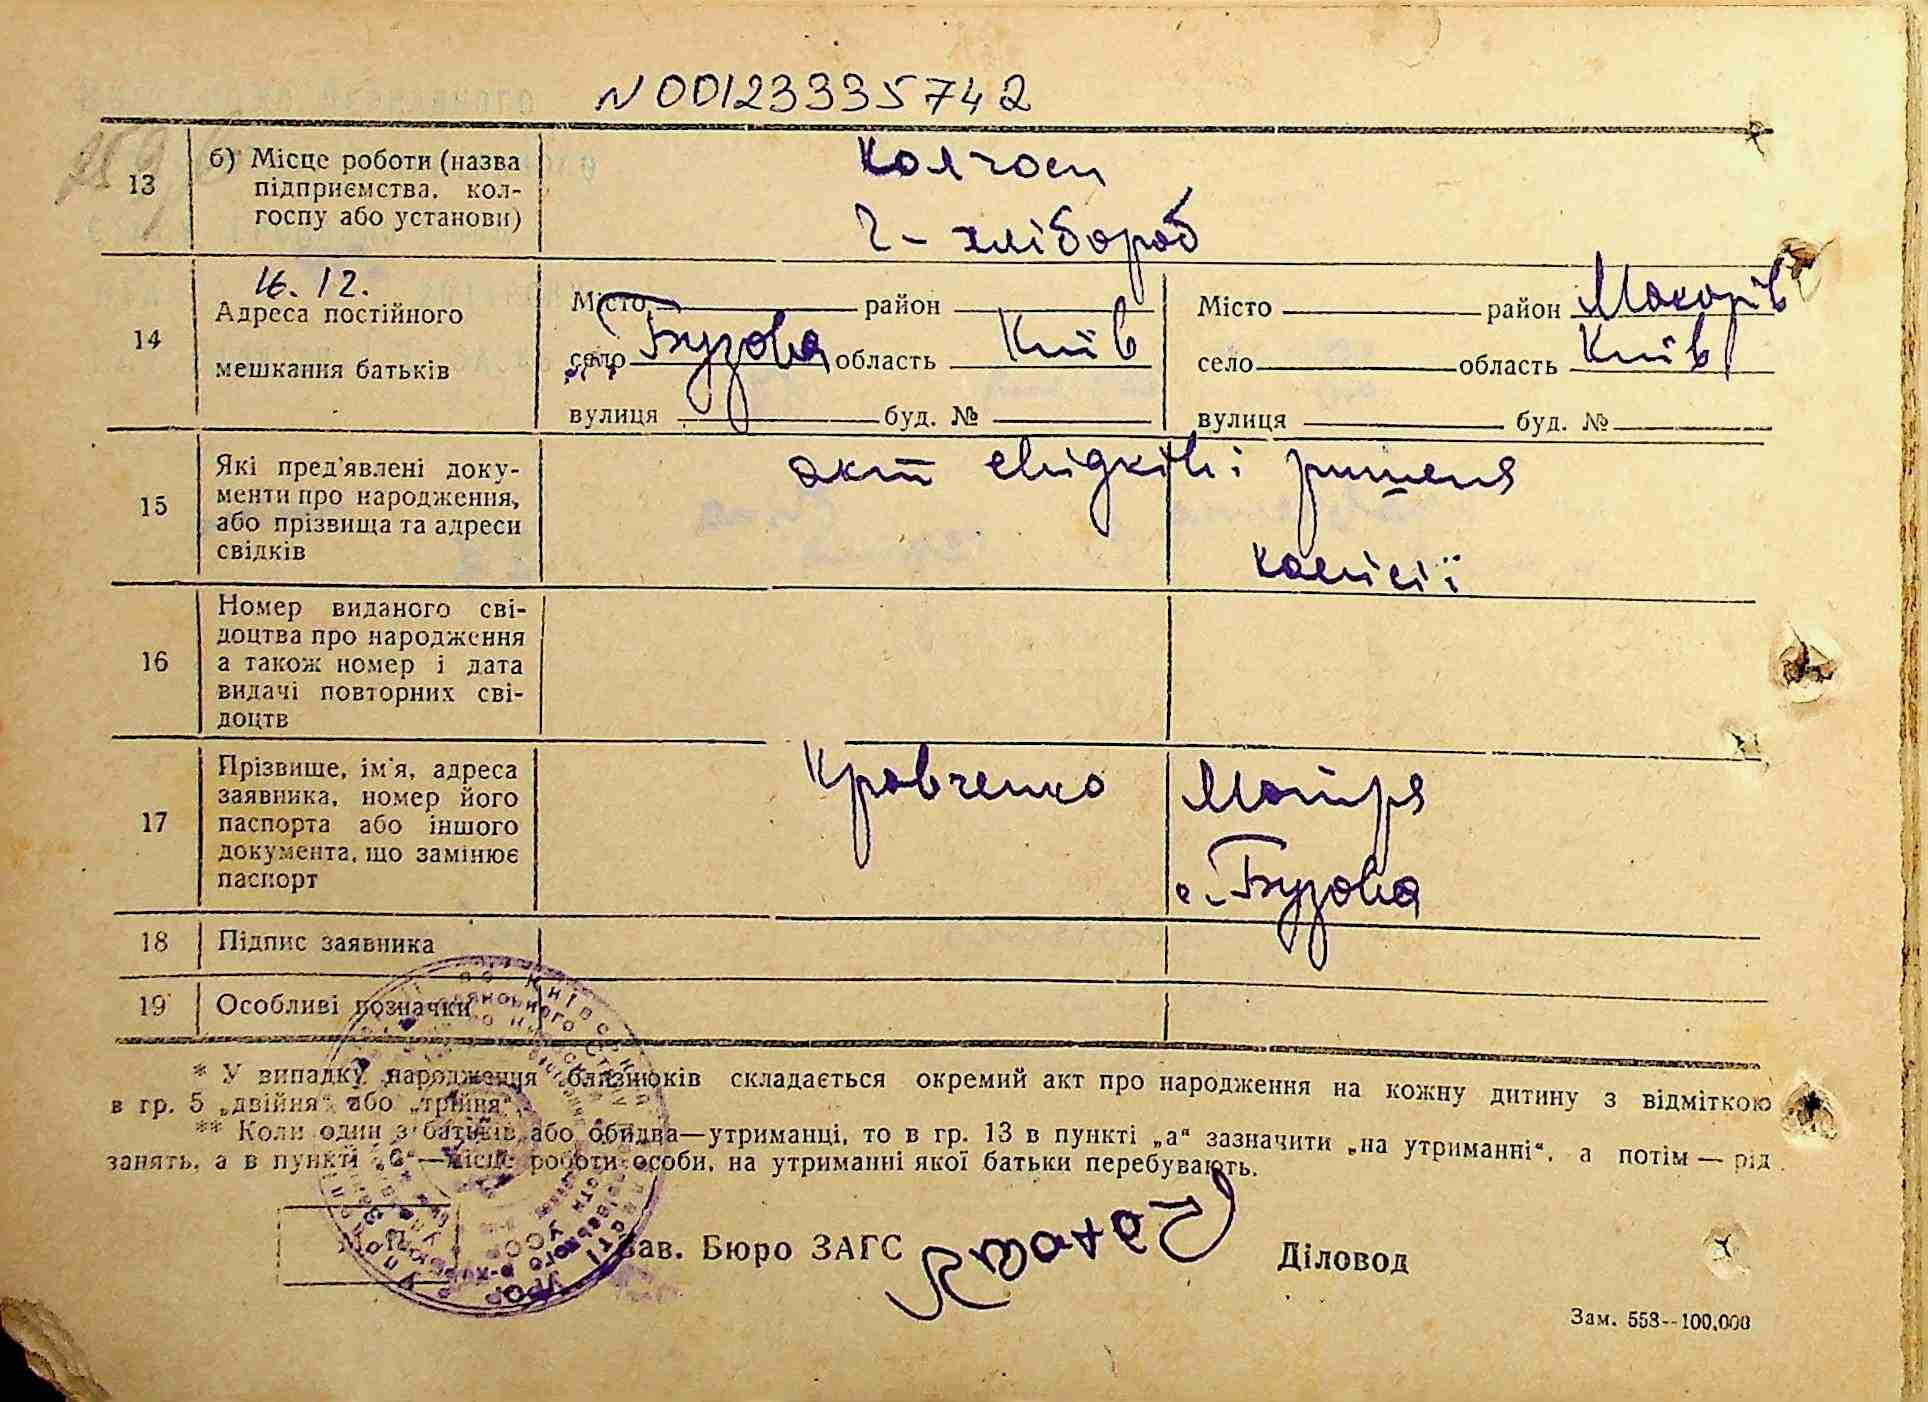 N00123335742
13
б) Місце роботи (назва
підприємства, кол-
госпу або установи)
Колгосп
Г-хлібороб
16.12.
14
Адреса постійного
мешкання батьків
Місто район
село Бузова область Київ
вулиця буд. №
Місто район Макорів
село область Київ
вулиця буд. №
15
Які пред'явлені доку-
менти про народження,
або прізвища та адреси
свідків
акт свідків і рішеня
комісії
16
Номер виданого сві-
доцтва про народження
а також номер і дата
видачі повторних сві-
доцтв
17
Прізвище, ім'я, адреса
заявника, номер його
паспорта або іншого
документа, що замінює
паспорт
Кравченко Мотря
с. Бузова
18 Підпис заявника
19 Особливі позначки
* У випадку народження близнюків складається окремий акт про народження на кожну дитину з відміткою
в гр. 5 „двійня“ або „трійня“.
** Коли один з батьків або обидва—утриманці, то в гр. 13 в пункті „а“ зазначити „на утриманні“, а потім — рід
занять, а в пункті „б“—місце роботи особи, на утриманні якої батьки перебувають.
Зав. Бюро ЗАГС
Діловод
Зам. 558--100.000